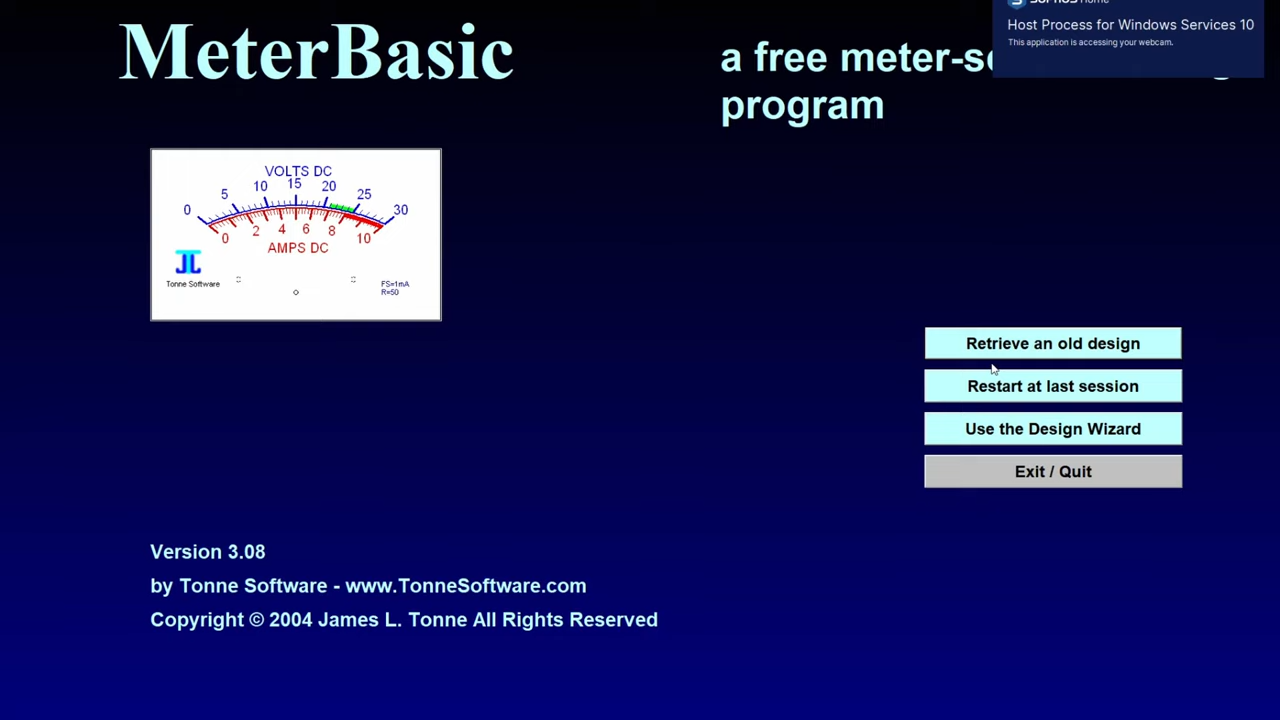 MeterBasic
a free meter-s
program
Home
Host Process for Windows Services 10
This application is accessing your webcam.
VOLTS DC
0 5 10 15 20 25 30
0 2 4 6 8 10
AMPS DC
JL
Tonne Software
FS=1mA
R=50
Retrieve an old design
Restart at last session
Use the Design Wizard
Exit / Quit
Version 3.08
by Tonne Software - www.TonneSoftware.com
Copyright © 2004 James L. Tonne All Rights Reserved